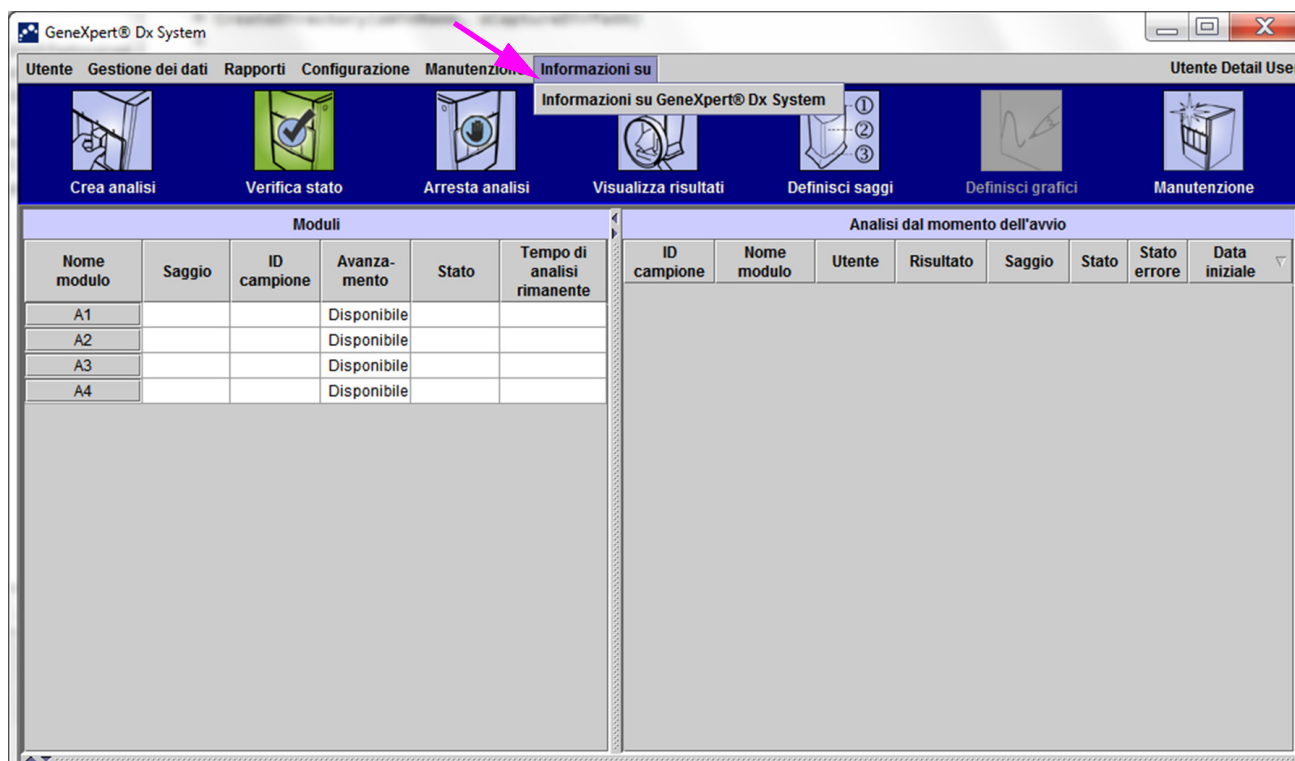 GeneXpert® Dx System
Utente Gestione dei dati Rapporti Configurazione Manutenzione Informazioni su Utente Detail User
Informazioni su GeneXpert® Dx System
1
2
3
Crea analisi Verifica stato Arresta analisi Visualizza risultati Definisci saggi Definisci grafici Manutenzione
Moduli
Nome modulo Saggio ID campione Avanza-mento Stato Tempo di analisi rimanente
A1 Disponibile
A2 Disponibile
A3 Disponibile
A4 Disponibile
Analisi dal momento dell'avvio
ID campione Nome modulo Utente Risultato Saggio Stato Stato errore Data iniziale